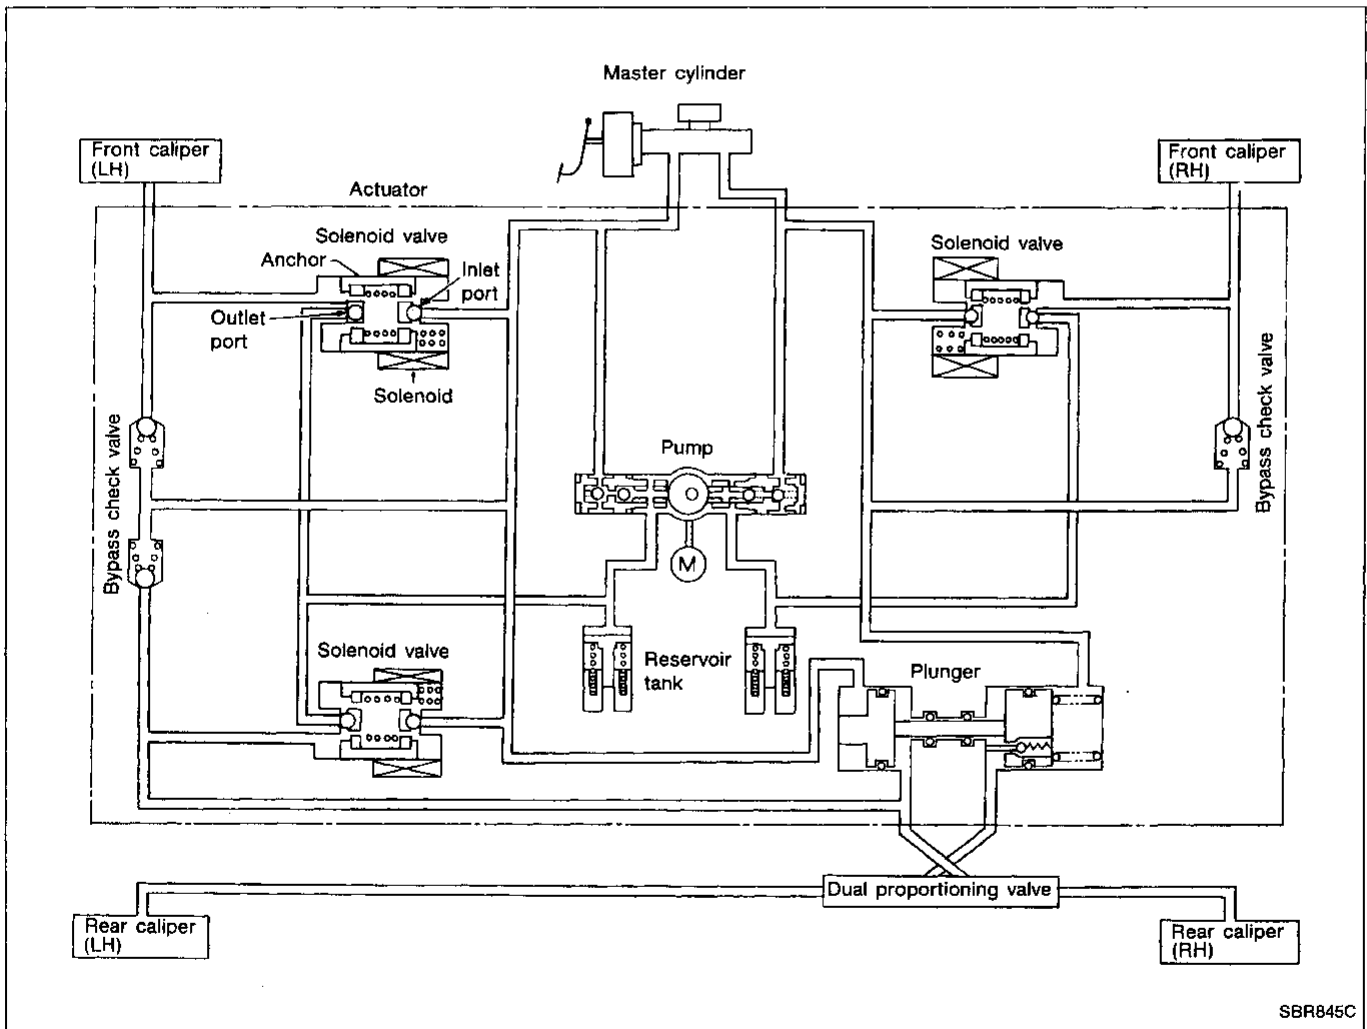 Master cylinder
Front caliper
(LH)
Front caliper
(RH)
Actuator
Solenoid valve
Anchor
Inlet
port
Outlet
port
Solenoid
Solenoid valve
Bypass check valve
Pump
M
Bypass check valve
Solenoid valve
Reservoir
tank
Plunger
Dual proportioning valve
Rear caliper
(LH)
Rear caliper
(RH)
SBR845C